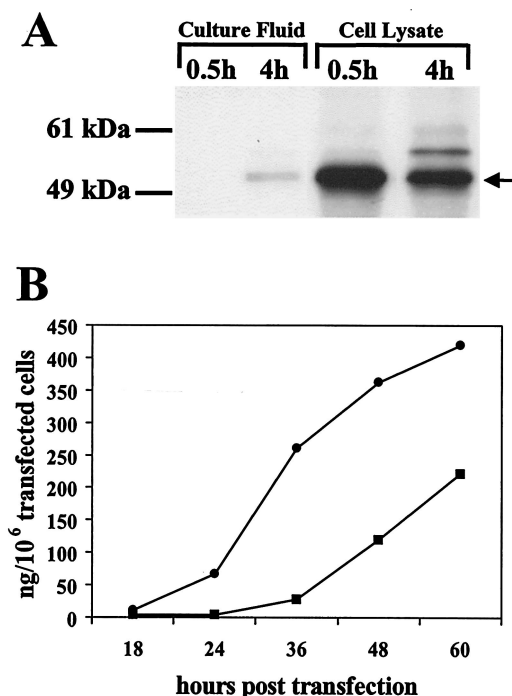 A
Culture Fluid Cell Lysate
0.5h 4h 0.5h 4h
61 kDa
49 kDa
B
450
400
350
300
250
200
150
100
50
0
ng/10⁶ transfected cells
18 24 36 48 60
hours post transfection